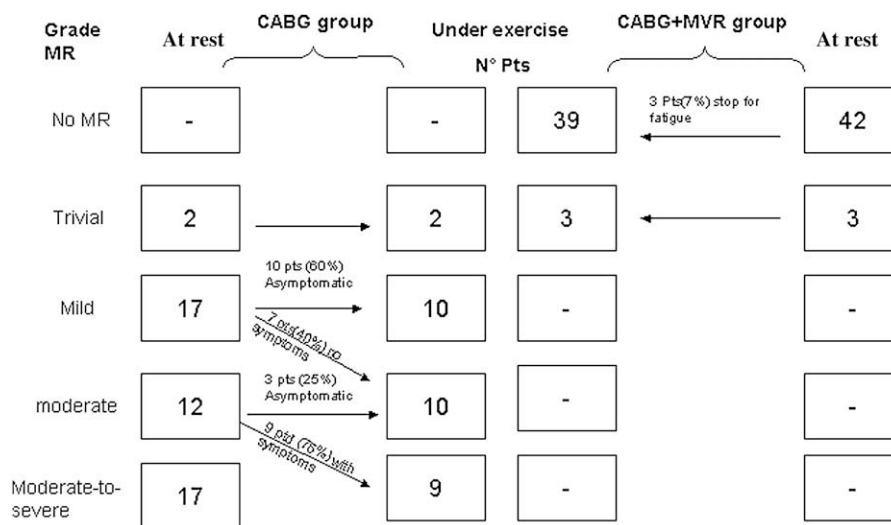 Grade MR
At rest
CABG group
Under exercise
N° Pts
CABG+MVR group
At rest
No MR
-
-
39
3 Pts(7%) stop for
fatigue
42
Trivial
2
2
3
3
10 pts (60%)
Asymptomatic
Mild
17
10
-
-
7 pts(40%) no
symptoms
3 pts (25%)
Asymptomatic
moderate
12
10
-
-
9 ptd (75%) with
symptoms
Moderate-to-
severe
17
9
-
-